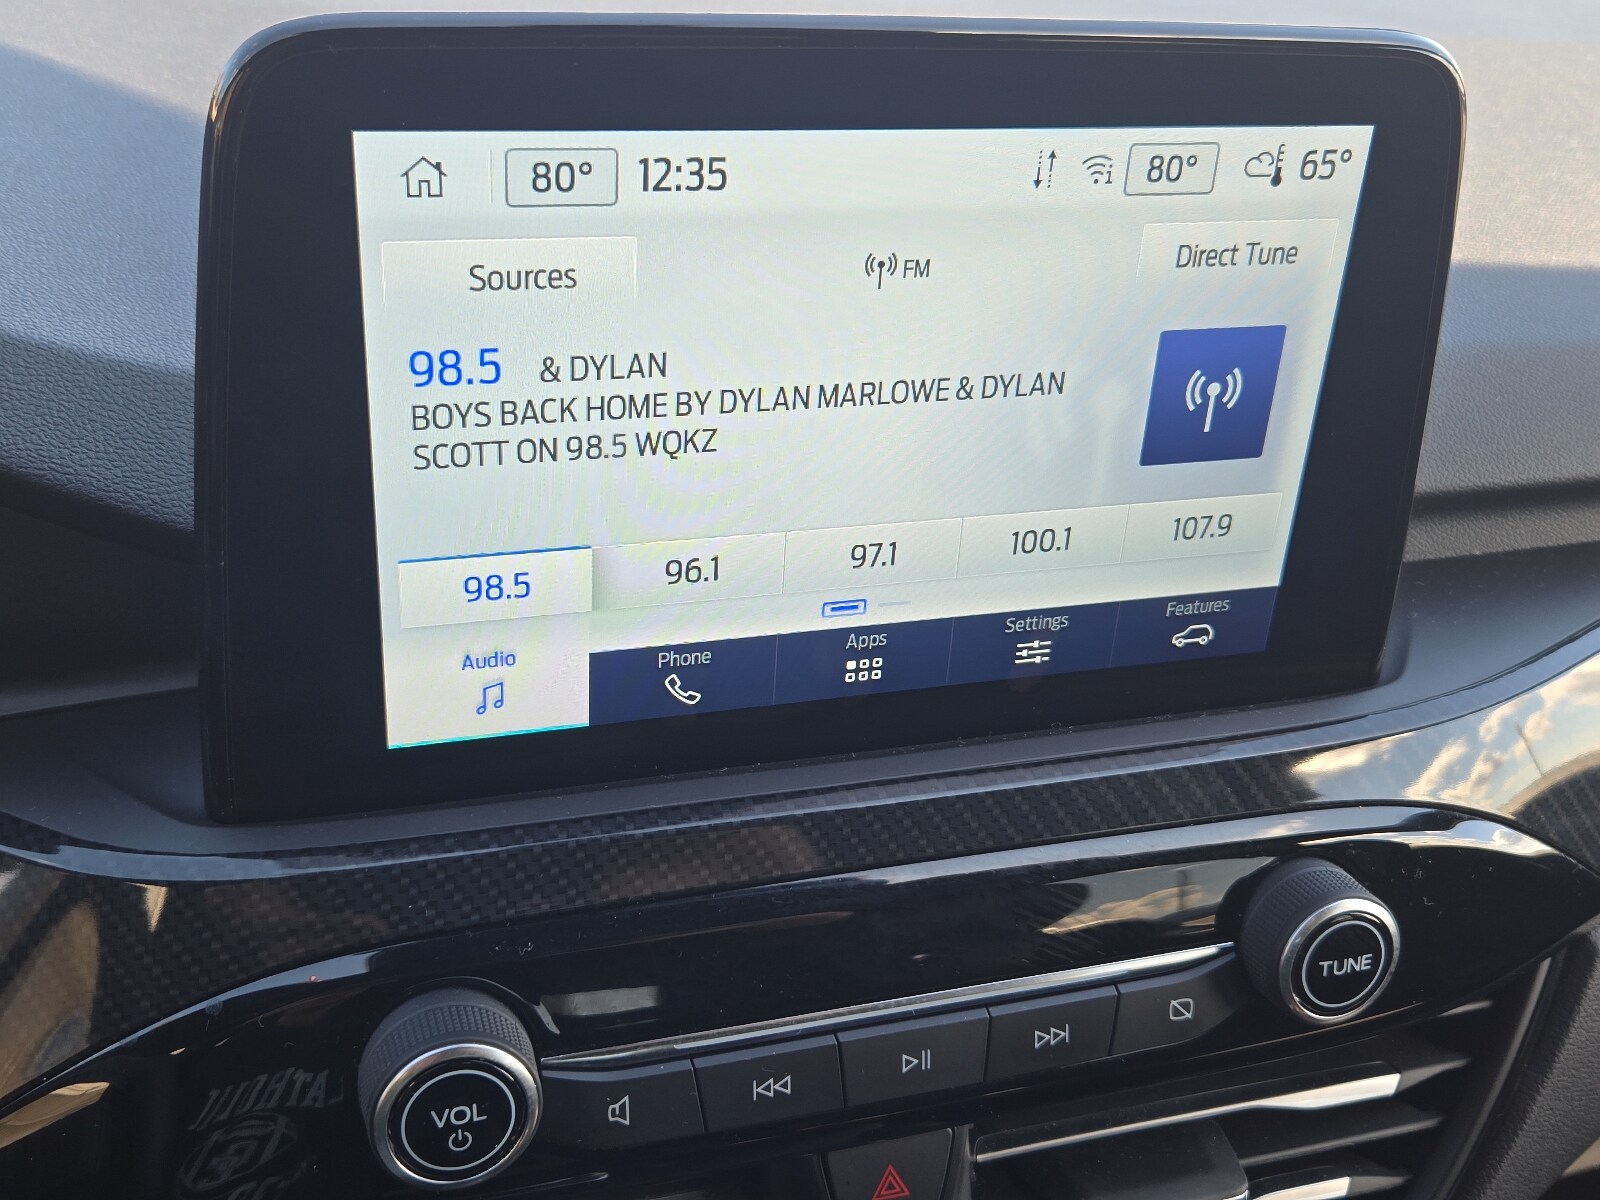 80° 12:35 80° 65°
Sources FM Direct Tune
98.5 & DYLAN
BOYS BACK HOME BY DYLAN MARLOWE & DYLAN
SCOTT ON 98.5 WQKZ
98.5 96.1 97.1 100.1 107.9
Audio Phone Apps Settings Features
TUNE
VOL